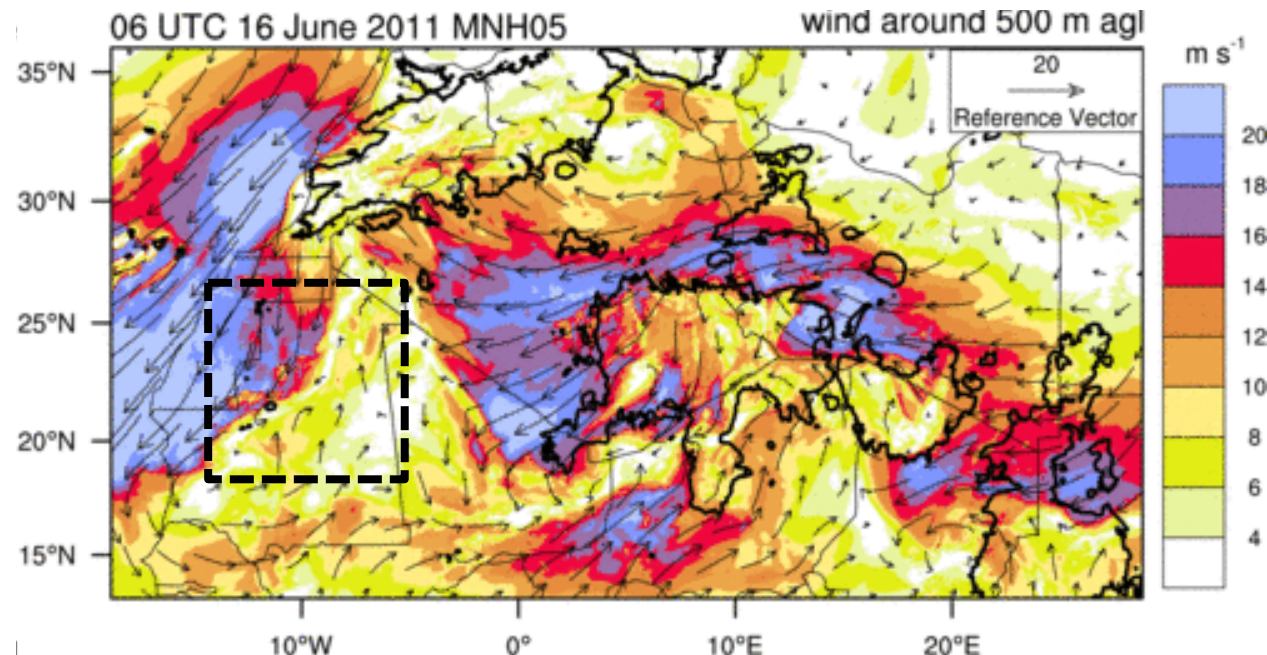 06 UTC 16 June 2011 MNH05
wind around 500 m agl
m s⁻¹
20
Reference Vector
35°N
30°N
25°N
20°N
15°N
10°W
0°
10°E
20°E
20
18
16
14
12
10
8
6
4